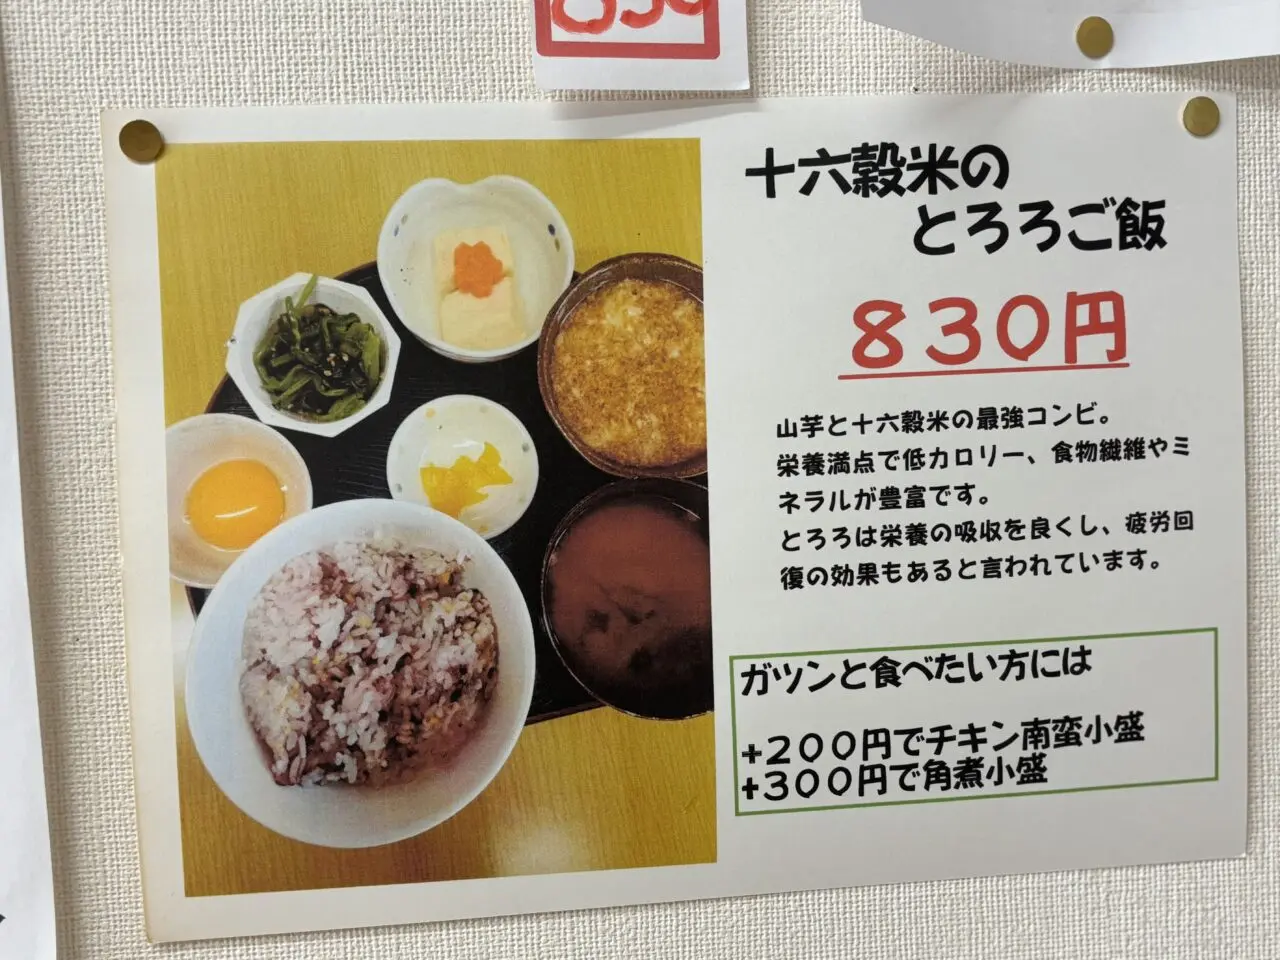 十六穀米の
とろろご飯
830円
山芋と十六穀米の最強コンビ。
栄養満点で低カロリー、食物繊維やミ
ネラルが豊富です。
とろろは栄養の吸収を良くし、疲労回
復の効果もあると言われています。
ガツンと食べたい方には
+200円でチキン南蛮小盛
+300円で角煮小盛